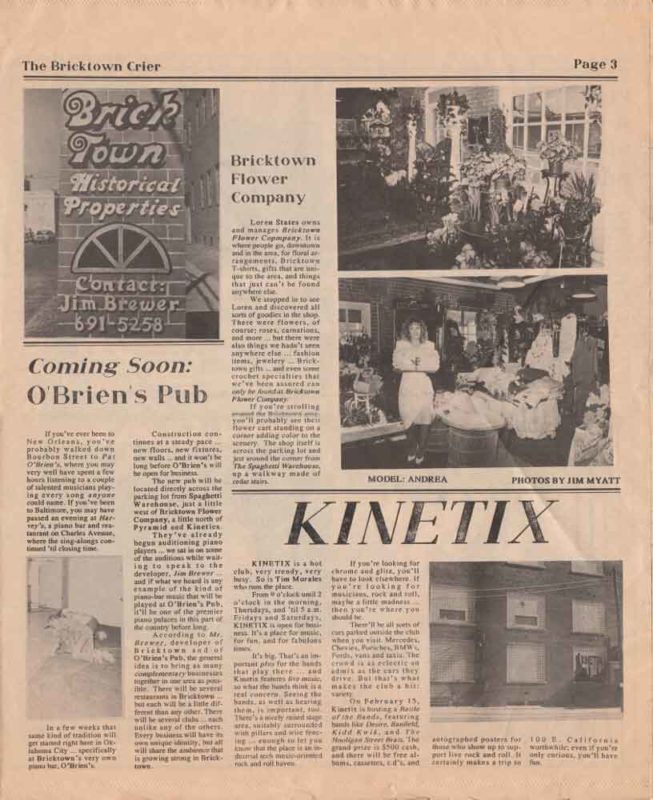 The Bricktown Crier
Page 3
Brick
Town
Historical
Properties
Contact:
Jim Brewer
691-5258
Coming Soon:
O'Brien's Pub
If you've ever been to
New Orleans, you've
probably walked down
Bourbon Street to Pat
O'Brien's, where you may
very well have spent a few
hours listening to a couple
of talented musicians play-
ing every song anyone
could name. If you've been
to Baltimore, you may have
passed an evening at Har-
vey's, a piano bar and res-
taurant on Charles Avenue,
where the sing-alongs con-
tinued 'til closing time.
In a few weeks that
same kind of tradition will
get started right here in Ok-
lahoma City ... specifically
at Bricktown's very own
piano bar, O'Brien's.
Construction con-
tinues at a steady pace ...
new floors, new fixtures,
new walls ... and it won't be
long before O'Brien's will
be open for business.
The new pub will be
located directly across the
parking lot from Spaghetti
Warehouse, just a little
west of Bricktown Flower
Company, a little north of
Pyramid and Kinetics.
They've already
begun auditioning piano
players ... we sat in on some
of the auditions while wait-
ing to speak to the
developer, Jim Brewer ...
and if what we heard is any
example of the kind of
piano-bar music that will be
played at O'Brien's Pub,
it'll be one of the premier
piano palaces in this part of
the country before long.
According to Mr.
Brewer, developer of
Bricktown and of
O'Brien's Pub, the general
idea is to bring as many
complementary businesses
together in one area as pos-
sible. There will be several
restaurants in Bricktown ...
but each will be a little dif-
ferent than any other. There
will be several clubs ... each
unlike any of the others.
Every business will have its
own unique identity, but all
will share the ambience that
is growing strong in Brick-
town.
Bricktown
Flower
Company
Loren States owns
and manages Bricktown
Flower Copmpany. It is
where people go, downtown
and in the area, for floral ar-
rangements, Bricktown
T-shirts, gifts that are uni-
que to the area, and things
that just can't be found
anywhere else.
We stopped in to see
Loren and discovered all
sorts of goodies in the shop.
There were flowers, of
course; roses, carnations,
and more ... but there were
also things we hadn't seen
anywhere else ... fashion
items, jewelery ... Brick-
town gifts ... and even some
crochet specialties that
we've been assured can
only be found at Bricktown
Flower Company.
If you're strolling
around the Bricktown area,
you'll probably see their
flower cart standing on a
corner adding color to the
scenery. The shop itself is
across the parking lot and
just around the corner from
The Spaghetti Warehouse,
up a walkway made of
cedar stairs.
MODEL: ANDREA
PHOTOS BY JIM MYATT
KINETIX
KINETIX is a hot
club, very trendy, very
busy. So is Tim Morales
who runs the place.
From 9 o'clock until 2
o'clock in the morning,
Thursdays, and 'til 5 a.m.
Fridays and Saturdays,
KINETIX is open for busi-
ness. It's a place for music,
for fun, and for fabulous
times.
It's big. That's an im-
portant plus for the bands
that play there ... and
Kinetix features live music,
so what the bands think is a
real concern. Seeing the
bands, as well as hearing
them, is important, too.
There's a nicely raised stage
area, suitably surrounded
with pillars and wire fenc-
ing ... enough to let you
know that the place is an in-
dustrial tech music-oriented
rock and roll haven.
If you're looking for
chrome and glitz, you'll
have to look elsewhere. If
you're looking for
musicians, rock and roll,
maybe a little madness ...
then you're where you
should be.
There'll be all sorts of
cars parked outside the club
when you visit. Mercedes,
Chevies, Porsches, BMW's,
Fords, vans and taxis. The
crowd is as eclectic on
admits as the cars they
drive. But that's what
makes the club a hit:
variety.
On February 15,
Kinetix is hosting a Battle
of the Bands, featuring
bands like Desire, Banfield,
Kidd Kwik, and The
Hooligan Street Brats. The
grand prize is $500 cash,
and there will be free al-
bums, cassettes, c.d's, and
autographed posters for
those who show up to sup-
port live rock and roll. It
certainly makes a trip to
100 E. California
worthwhile; even if you're
only curious, you'll have
fun.